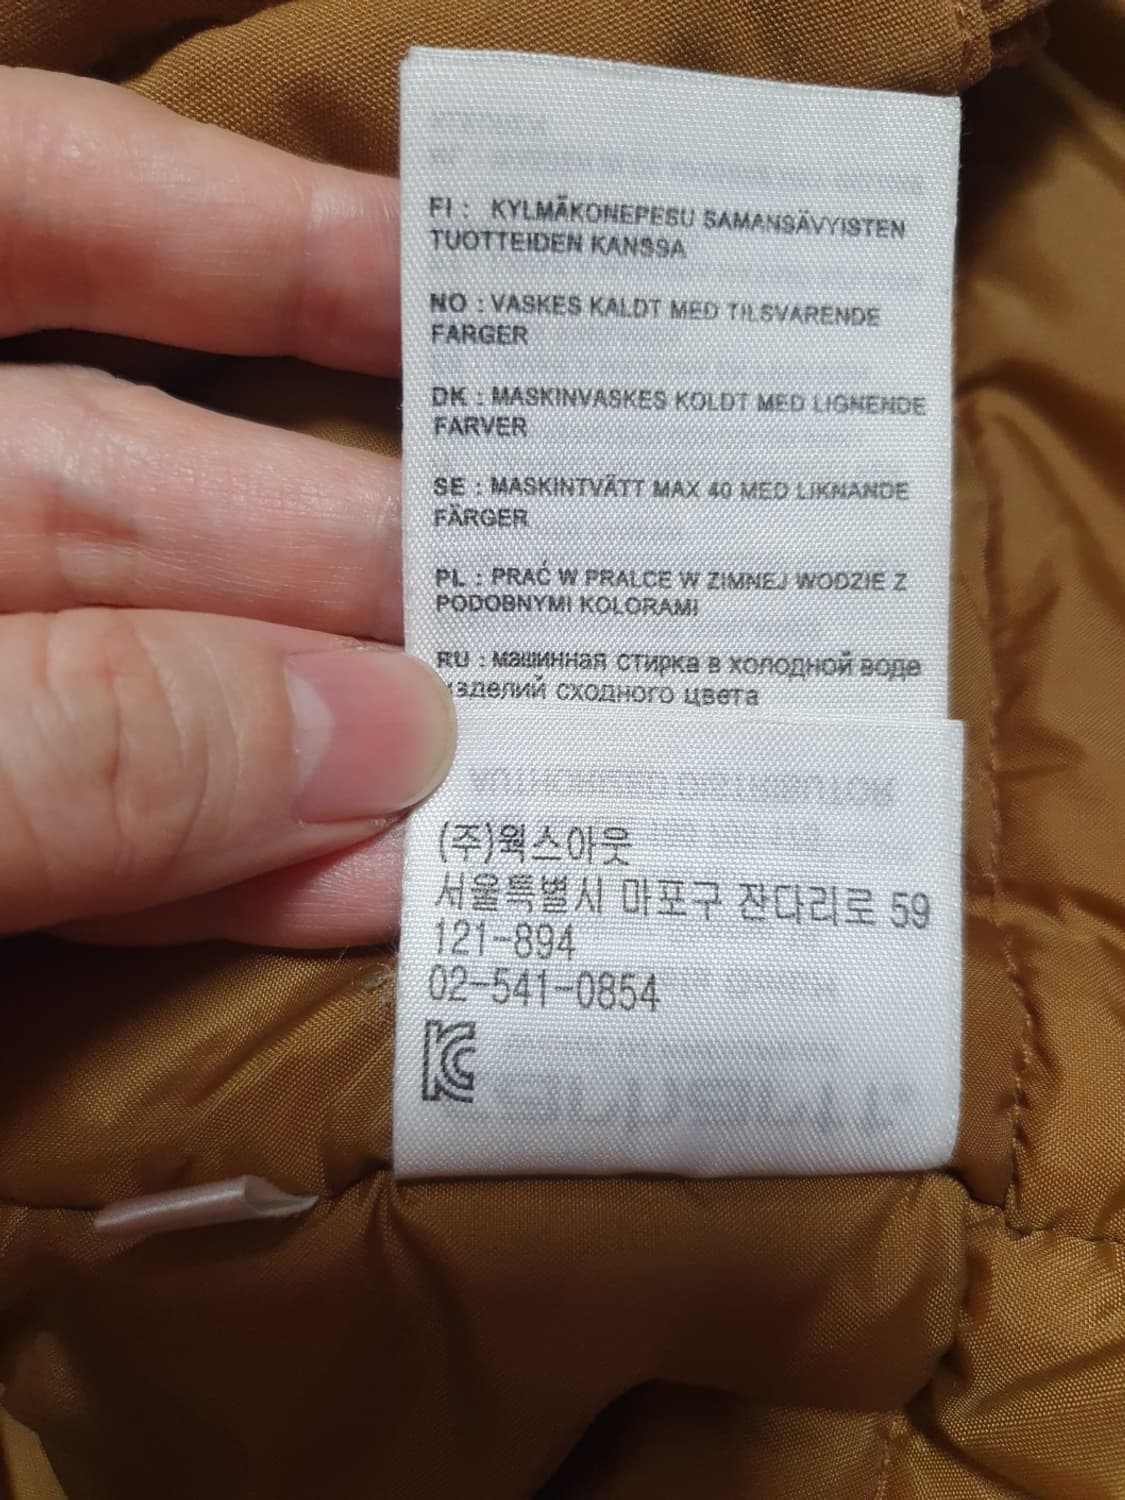 FI : KYLMÄKONEPESU SAMANSÄVYISTEN
TUOTTEIDEN KANSSA
NO : VASKES KALDT MED TILSVARENDE
FARGER
DK : MASKINVASKES KOLDT MED LIGNENDE
FARVER
SE : MASKINTVÄTT MAX 40 MED LIKNANDE
FÄRGER
PL : PRAĆ W PRALCE W ZIMNEJ WODZIE Z
PODOBNYMI KOLORAMI
RU : машинная стирка в холодной воде
изделий сходного цвета
(주)웍스아웃
서울특별시 마포구 잔다리로 59
121-894
02-541-0854
KC